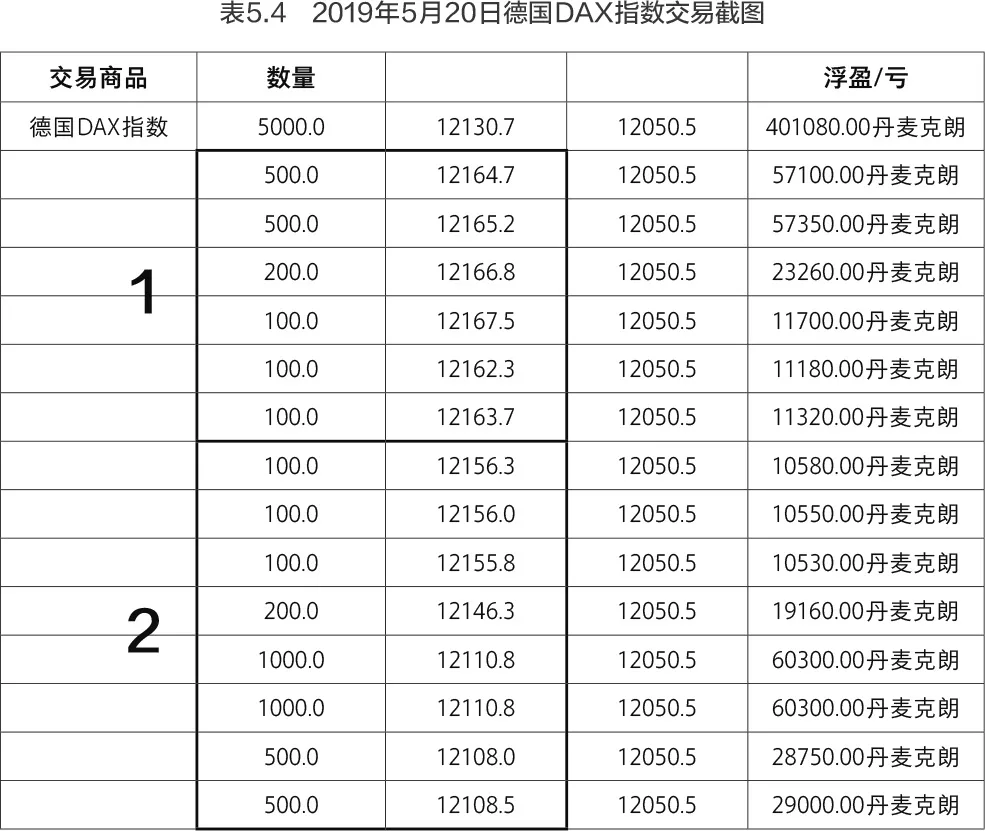 表5.4 2019年5月20日德国DAX指数交易截图
交易商品 数量 浮盈/亏
德国DAX指数 5000.0 12130.7 12050.5 401080.00丹麦克朗
500.0 12164.7 12050.5 57100.00丹麦克朗
500.0 12165.2 12050.5 57350.00丹麦克朗
1 200.0 12166.8 12050.5 23260.00丹麦克朗
100.0 12167.5 12050.5 11700.00丹麦克朗
100.0 12162.3 12050.5 11180.00丹麦克朗
100.0 12163.7 12050.5 11320.00丹麦克朗
100.0 12156.3 12050.5 10580.00丹麦克朗
100.0 12156.0 12050.5 10550.00丹麦克朗
100.0 12155.8 12050.5 10530.00丹麦克朗
2 200.0 12146.3 12050.5 19160.00丹麦克朗
1000.0 12110.8 12050.5 60300.00丹麦克朗
1000.0 12110.8 12050.5 60300.00丹麦克朗
500.0 12108.0 12050.5 28750.00丹麦克朗
500.0 12108.5 12050.5 29000.00丹麦克朗